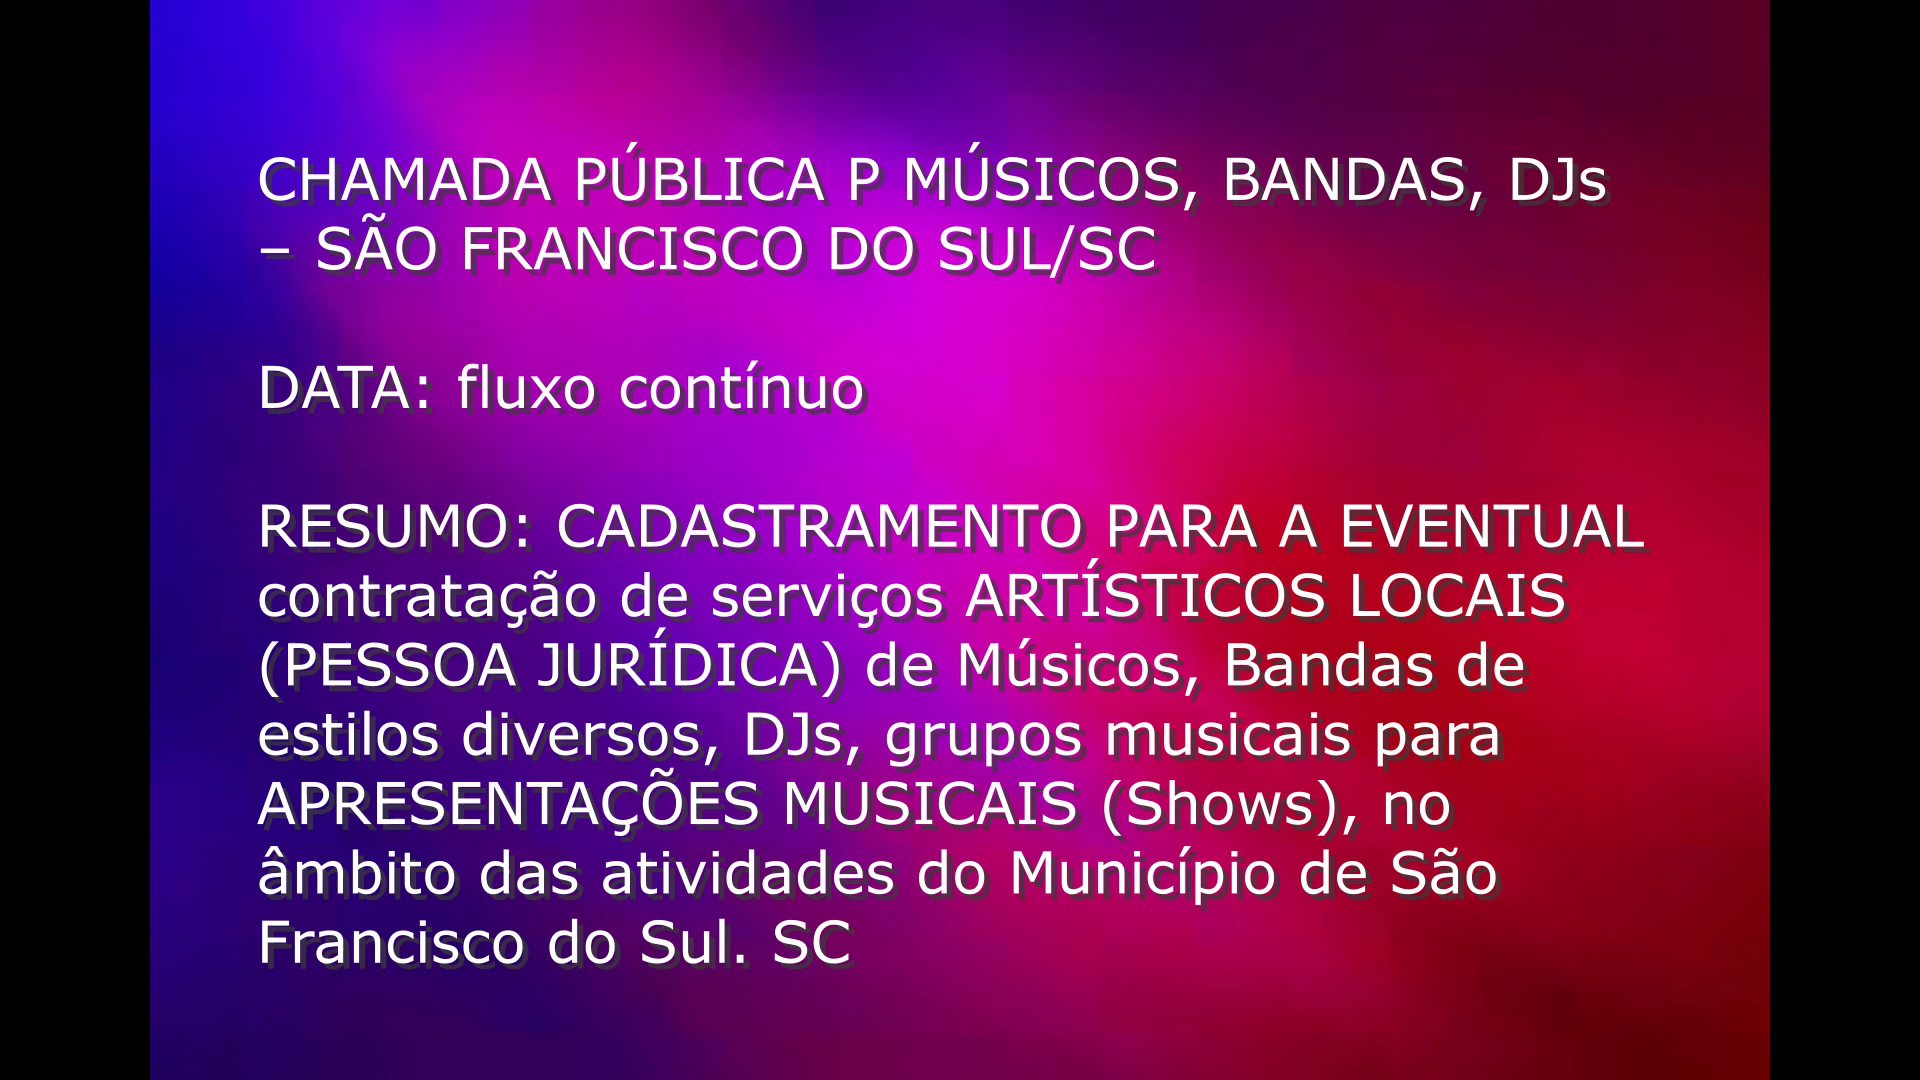 CHAMADA PÚBLICA P MÚSICOS, BANDAS, DJs
– SÃO FRANCISCO DO SUL/SC
DATA: fluxo contínuo
RESUMO: CADASTRAMENTO PARA A EVENTUAL
contratação de serviços ARTÍSTICOS LOCAIS
(PESSOA JURÍDICA) de Músicos, Bandas de
estilos diversos, DJs, grupos musicais para
APRESENTAÇÕES MUSICAIS (Shows), no
âmbito das atividades do Município de São
Francisco do Sul. SC